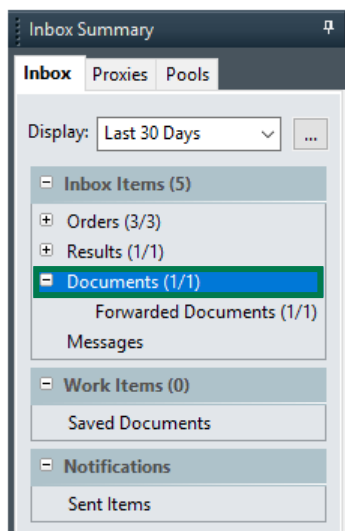 Inbox Summary
Inbox Proxies Pools
Display: Last 30 Days ...
Inbox Items (5)
Orders (3/3)
Results (1/1)
Documents (1/1)
Forwarded Documents (1/1)
Messages
Work Items (0)
Saved Documents
Notifications
Sent Items